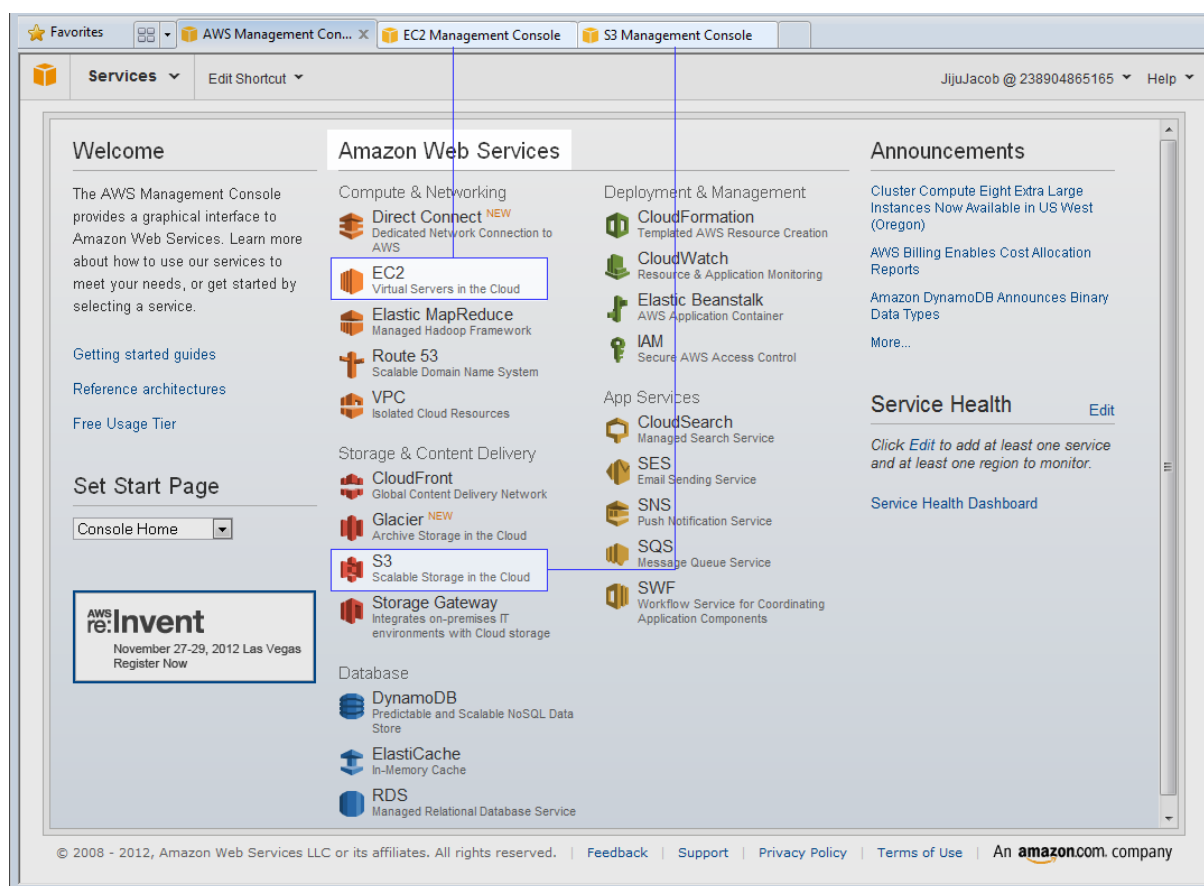 Favorites
AWS Management Con... X
EC2 Management Console
S3 Management Console
Services
Edit Shortcut
JijuJacob @ 238904865165
Help
Welcome
The AWS Management Console
provides a graphical interface to
Amazon Web Services. Learn more
about how to use our services to
meet your needs, or get started by
selecting a service.
Getting started guides
Reference architectures
Free Usage Tier
Set Start Page
Console Home
AWS
re:Invent
November 27-29, 2012 Las Vegas
Register Now
Amazon Web Services
Compute & Networking
Direct Connect NEW
Dedicated Network Connection to
AWS
EC2
Virtual Servers in the Cloud
Elastic MapReduce
Managed Hadoop Framework
Route 53
Scalable Domain Name System
VPC
Isolated Cloud Resources
Storage & Content Delivery
CloudFront
Global Content Delivery Network
Glacier NEW
Archive Storage in the Cloud
S3
Scalable Storage in the Cloud
Storage Gateway
Integrates on-premises IT
environments with Cloud storage
Database
DynamoDB
Predictable and Scalable NoSQL Data
Store
ElastiCache
In-Memory Cache
RDS
Managed Relational Database Service
Deployment & Management
CloudFormation
Templated AWS Resource Creation
CloudWatch
Resource & Application Monitoring
Elastic Beanstalk
AWS Application Container
IAM
Secure AWS Access Control
App Services
CloudSearch
Managed Search Service
SES
Email Sending Service
SNS
Push Notification Service
SQS
Message Queue Service
SWF
Workflow Service for Coordinating
Application Components
Announcements
Cluster Compute Eight Extra Large
Instances Now Available in US West
(Oregon)
AWS Billing Enables Cost Allocation
Reports
Amazon DynamoDB Announces Binary
Data Types
More...
Service Health Edit
Click Edit to add at least one service
and at least one region to monitor.
Service Health Dashboard
© 2008 - 2012, Amazon Web Services LLC or its affiliates. All rights reserved. | Feedback | Support | Privacy Policy | Terms of Use | An amazon.com. company